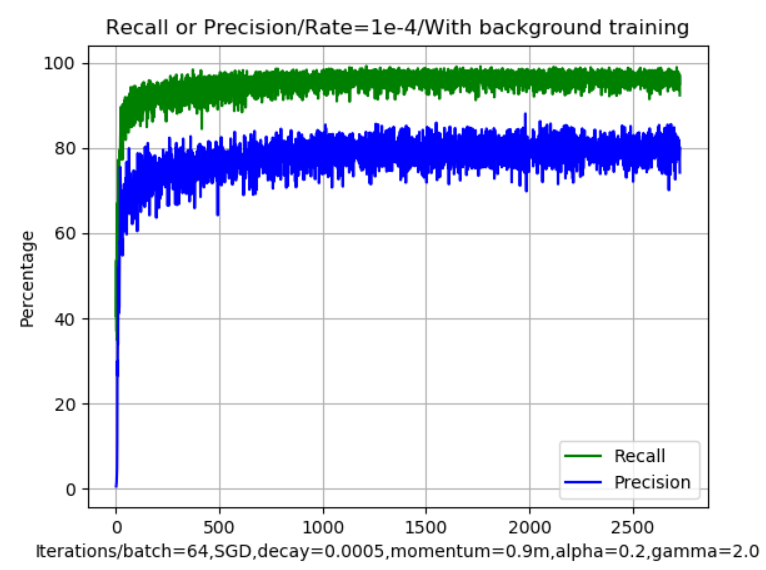 Recall or Precision/Rate=1e-4/With background training
100
80
60
40
20
0
Percentage
Recall
Precision
0 500 1000 1500 2000 2500
Iterations/batch=64,SGD,decay=0.0005,momentum=0.9m,alpha=0.2,gamma=2.0